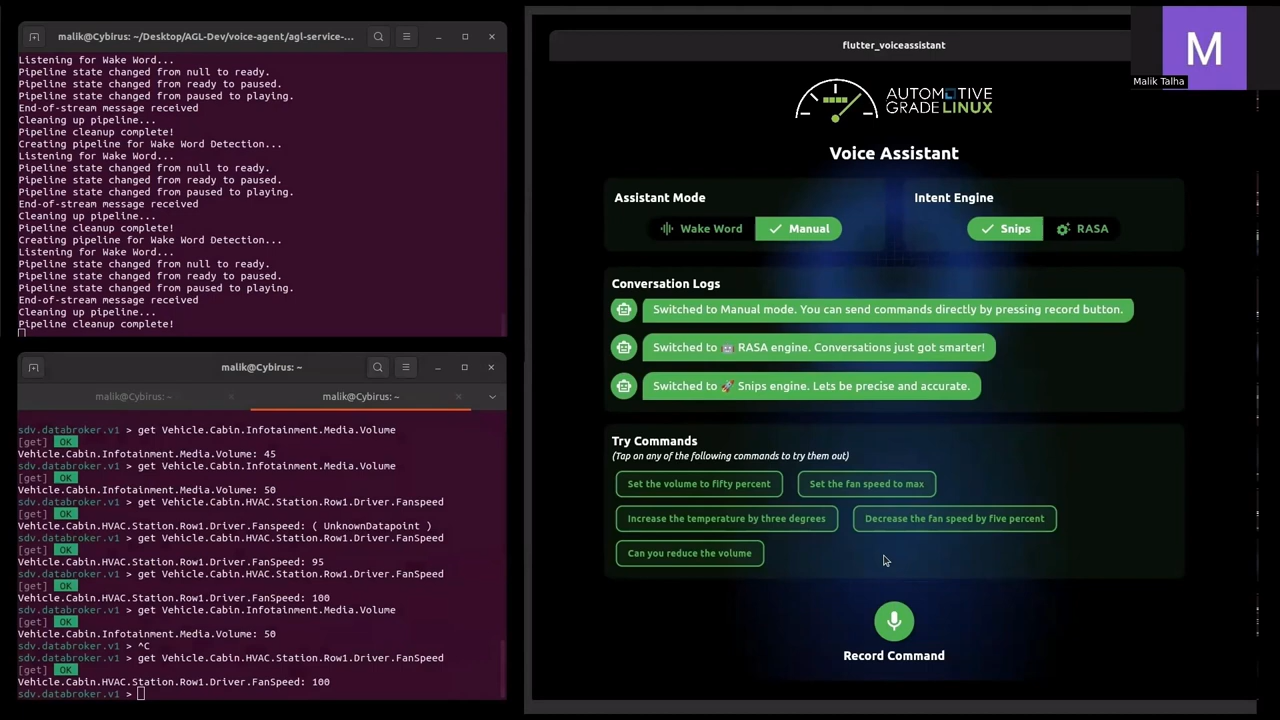 malik@Cybirus: ~/Desktop/AGL-Dev/voice-agent/agl-service-...
Listening for Wake Word...
Pipeline state changed from null to ready.
Pipeline state changed from ready to paused.
Pipeline state changed from paused to playing.
End-of-stream message received
Cleaning up pipeline...
Pipeline cleanup complete!
Creating pipeline for Wake Word Detection...
Listening for Wake Word...
Pipeline state changed from null to ready.
Pipeline state changed from ready to paused.
Pipeline state changed from paused to playing.
End-of-stream message received
Cleaning up pipeline...
Pipeline cleanup complete!
Creating pipeline for Wake Word Detection...
Listening for Wake Word...
Pipeline state changed from null to ready.
Pipeline state changed from ready to paused.
Pipeline state changed from paused to playing.
End-of-stream message received
Cleaning up pipeline...
Pipeline cleanup complete!
malik@Cybirus: ~
malik@Cybirus: ~
malik@Cybirus: ~
sdv.databroker.v1 > get Vehicle.Cabin.Infotainment.Media.Volume
[get] OK
Vehicle.Cabin.Infotainment.Media.Volume: 45
sdv.databroker.v1 > get Vehicle.Cabin.Infotainment.Media.Volume
[get] OK
Vehicle.Cabin.Infotainment.Media.Volume: 50
sdv.databroker.v1 > get Vehicle.Cabin.HVAC.Station.Row1.Driver.FanSpeed
[get] OK
Vehicle.Cabin.HVAC.Station.Row1.Driver.Fanspeed: ( UnknownDatapoint )
sdv.databroker.v1 > get Vehicle.Cabin.HVAC.Station.Row1.Driver.FanSpeed
[get] OK
Vehicle.Cabin.HVAC.Station.Row1.Driver.FanSpeed: 95
sdv.databroker.v1 > get Vehicle.Cabin.HVAC.Station.Row1.Driver.FanSpeed
[get] OK
Vehicle.Cabin.HVAC.Station.Row1.Driver.FanSpeed: 100
sdv.databroker.v1 > get Vehicle.Cabin.Infotainment.Media.Volume
[get] OK
Vehicle.Cabin.Infotainment.Media.Volume: 50
sdv.databroker.v1 > ^C
sdv.databroker.v1 > get Vehicle.Cabin.HVAC.Station.Row1.Driver.FanSpeed
[get] OK
Vehicle.Cabin.HVAC.Station.Row1.Driver.FanSpeed: 100
sdv.databroker.v1 >
flutter_voiceassistant
M
Malik Talha
AUTOMOTIVE
GRADELINUX
Voice Assistant
Assistant Mode
Intent Engine
Wake Word
Manual
Snips
RASA
Conversation Logs
Switched to Manual mode. You can send commands directly by pressing record button.
Switched to 🤖 RASA engine. Conversations just got smarter!
Switched to 🚀 Snips engine. Lets be precise and accurate.
Try Commands
(Tap on any of the following commands to try them out)
Set the volume to fifty percent
Set the fan speed to max
Increase the temperature by three degrees
Decrease the fan speed by five percent
Can you reduce the volume
Record Command